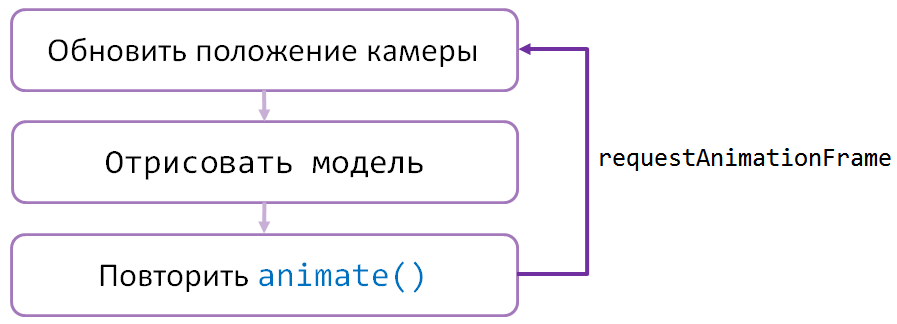 Обновить положение камеры
Отрисовать модель
requestAnimationFrame
Повторить animate()